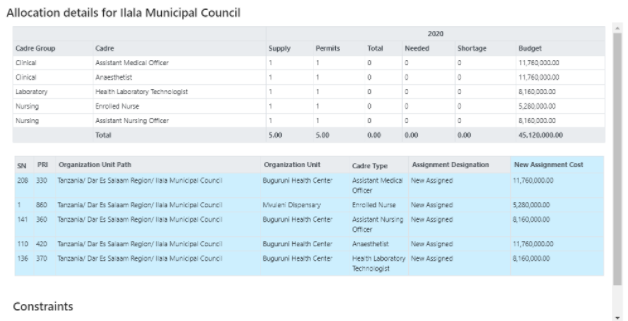 Allocation details for Ilala Municipal Council
2020
Cadre Group Cadre Supply Permits Total Needed Shortage Budget
Clinical Assistant Medical Officer 1 1 0 0 0 11,760,000.00
Clinical Anaesthetist 1 1 0 0 0 11,760,000.00
Laboratory Health Laboratory Technologist 1 1 0 0 0 8,160,000.00
Nursing Enrolled Nurse 1 1 0 0 0 5,280,000.00
Nursing Assistant Nursing Officer 1 1 0 0 0 8,160,000.00
Total 5.00 5.00 0.00 0.00 0.00 45,120,000.00
SN PRI Organization Unit Path Organization Unit Cadre Type Assignment Designation New Assignment Cost
208 330 Tanzania/ Dar Es Salaam Region/ Ilala Municipal Council Buguruni Health Center Assistant Medical New Assigned 11,760,000.00
Officer
1 860 Tanzania/ Dar Es Salaam Region/ Ilala Municipal Council Mvuleni Dispensary Enrolled Nurse New Assigned 5,280,000.00
141 360 Tanzania/ Dar Es Salaam Region/ Ilala Municipal Council Buguruni Health Center Assistant Nursing New Assigned 8,160,000.00
Officer
110 420 Tanzania/ Dar Es Salaam Region/ Ilala Municipal Council Buguruni Health Center Anaesthetist New Assigned 11,760,000.00
136 370 Tanzania/ Dar Es Salaam Region/ Ilala Municipal Council Buguruni Health Center Health Laboratory New Assigned 8,160,000.00
Technologist
Constraints